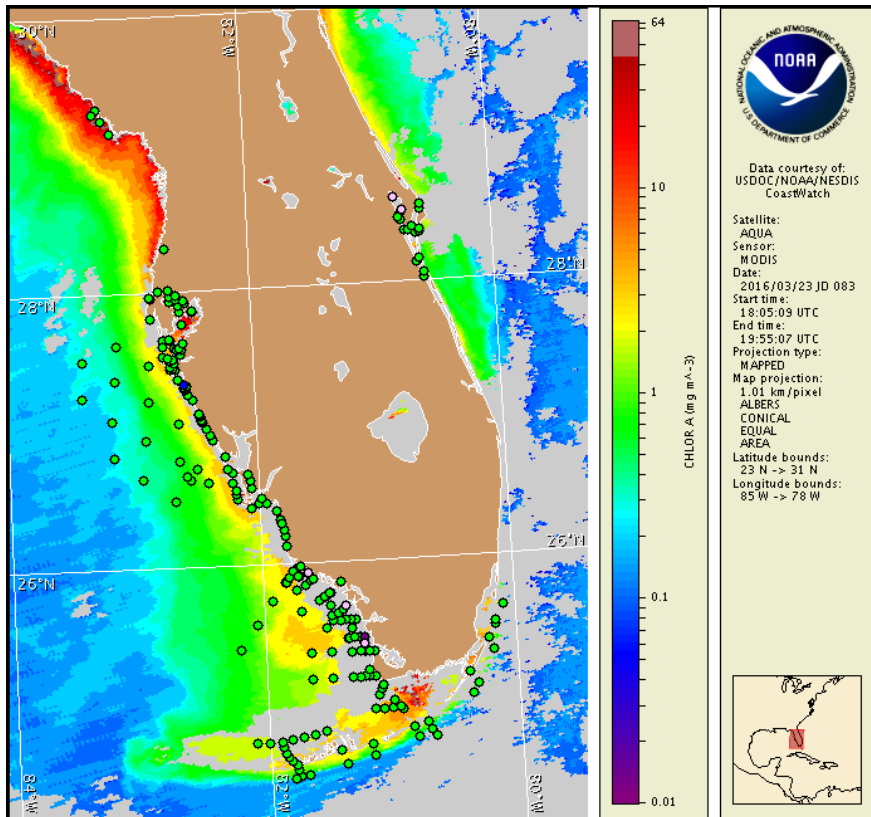 30°N
82°W
80°W
28°N
28°N
26°N
26°N
84°W
82°W
80°W
64
10
1
0.1
0.01
CHLOR A (mg m^-3)
NATIONAL OCEANIC AND ATMOSPHERIC ADMINISTRATION
NOAA
U.S. DEPARTMENT OF COMMERCE
Data courtesy of:
USDOC/NOAA/NESDIS
CoastWatch
Satellite:
AQUA
Sensor:
MODIS
Date:
2016/03/23 JD 083
Start time:
18:05:09 UTC
End time:
19:55:07 UTC
Projection type:
MAPPED
Map projection:
1.01 km/pixel
ALBERS
CONICAL
EQUAL
AREA
Latitude bounds:
23 N -> 31 N
Longitude bounds:
85 W -> 78 W